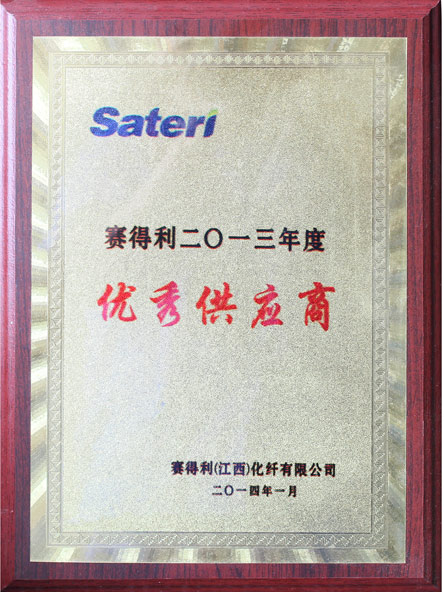 Sateri
赛得利二〇一三年度
优秀供应商
赛得利(江西)化纤有限公司
二〇一四年一月